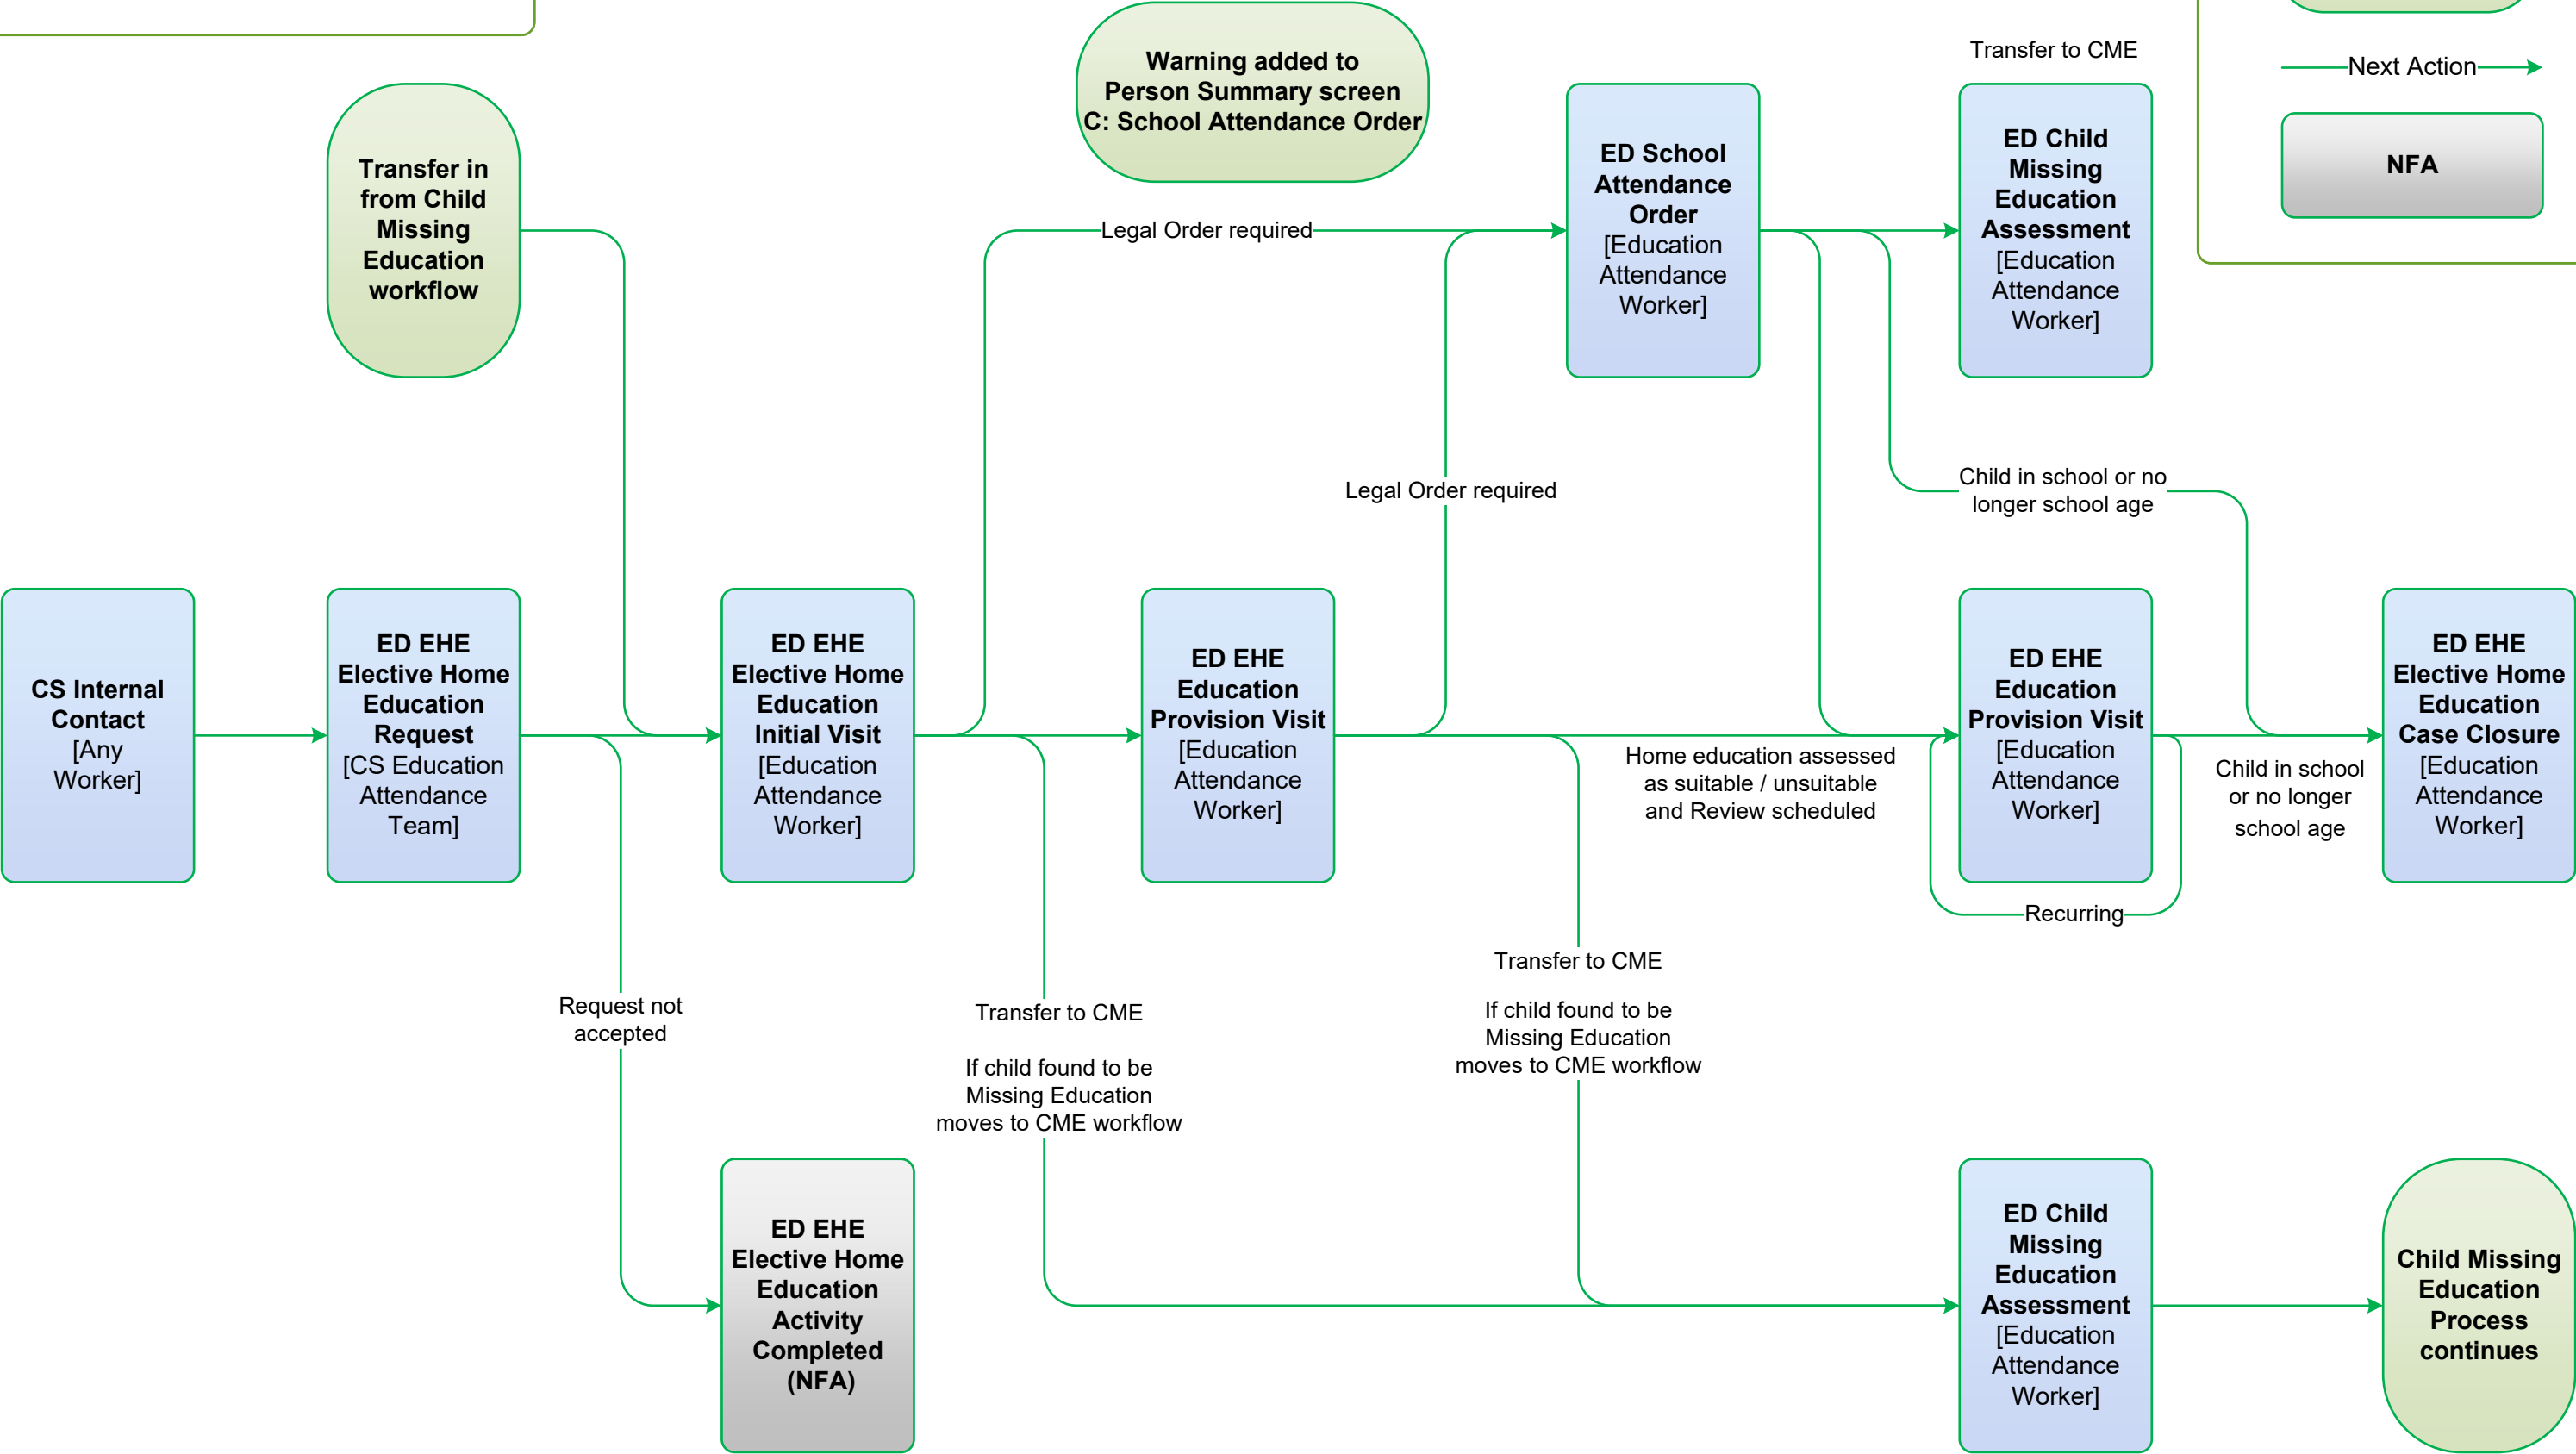 Warning added to
Person Summary screen
C: School Attendance Order
Transfer to CME
Next Action
NFA
Transfer in
from Child
Missing
Education
workflow
Legal Order required
ED School
Attendance
Order
[Education
Attendance
Worker]
ED Child
Missing
Education
Assessment
[Education
Attendance
Worker]
Legal Order required
Child in school or no
longer school age
CS Internal
Contact
[Any
Worker]
ED EHE
Elective Home
Education
Request
[CS Education
Attendance
Team]
ED EHE
Elective Home
Education
Initial Visit
[Education
Attendance
Worker]
ED EHE
Education
Provision Visit
[Education
Attendance
Worker]
Home education assessed
as suitable / unsuitable
and Review scheduled
ED EHE
Education
Provision Visit
[Education
Attendance
Worker]
Recurring
Child in school
or no longer
school age
ED EHE
Elective Home
Education
Case Closure
[Education
Attendance
Worker]
Request not
accepted
Transfer to CME
If child found to be
Missing Education
moves to CME workflow
Transfer to CME
If child found to be
Missing Education
moves to CME workflow
ED EHE
Elective Home
Education
Activity
Completed
(NFA)
ED Child
Missing
Education
Assessment
[Education
Attendance
Worker]
Child Missing
Education
Process
continues